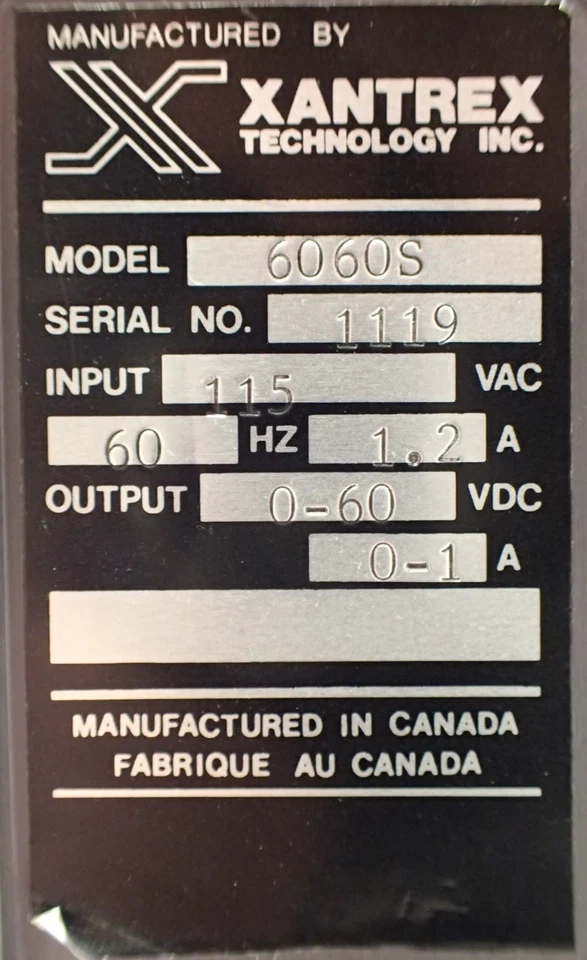 MANUFACTURED BY
XANTREX
TECHNOLOGY INC.
MODEL 6060S
SERIAL NO. 1119
INPUT 115 VAC
60 HZ 1.2 A
OUTPUT 0-60 VDC
0-1 A
MANUFACTURED IN CANADA
FABRIQUE AU CANADA